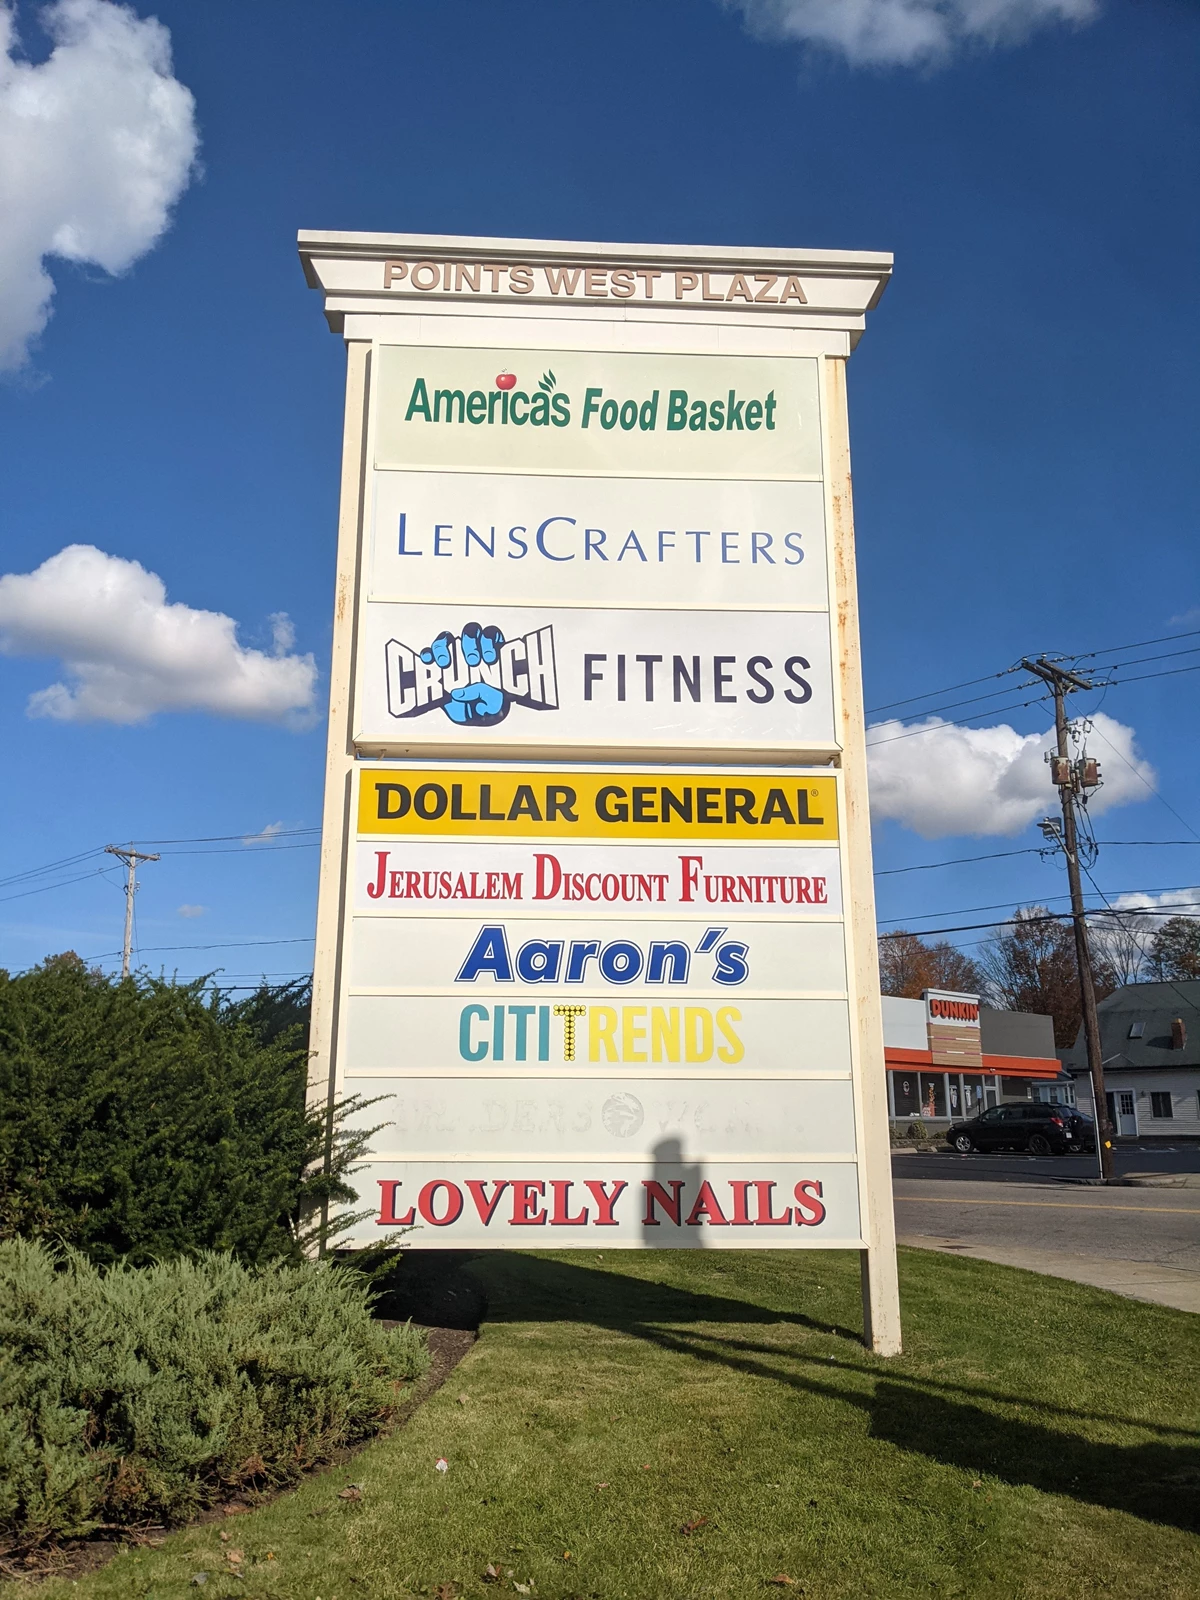 POINTS WEST PLAZA
America's Food Basket
LENSCRAFTERS
CRUNCH FITNESS
DOLLAR GENERAL®
JERUSALEM DISCOUNT FURNITURE
Aaron's
CITITRENDS
LOVELY NAILS
DUNKIN'